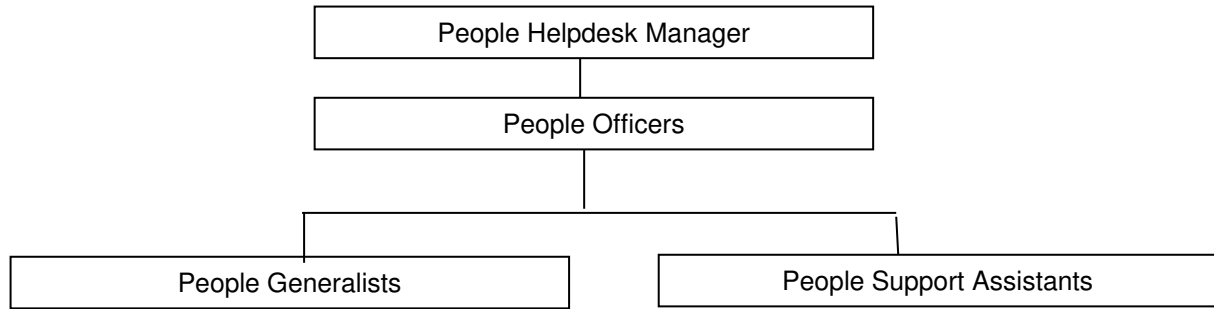 People Helpdesk Manager
People Officers
People Generalists
People Support Assistants